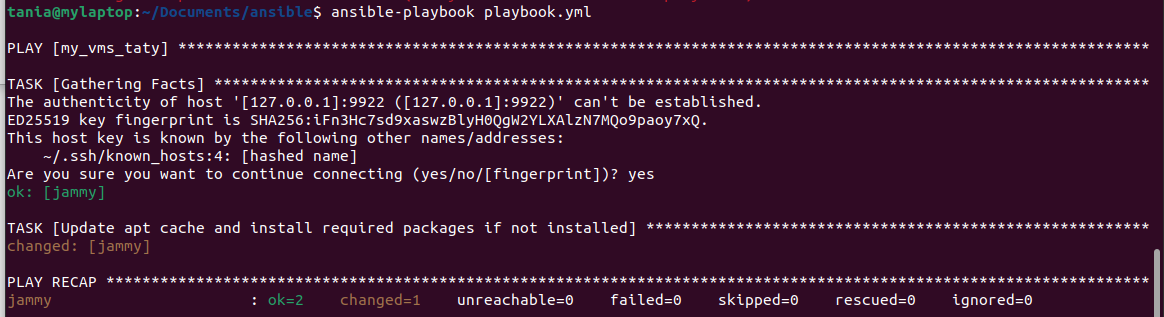 tania@mylaptop:~/Documents/ansible$ ansible-playbook playbook.yml
PLAY [my_vms_taty] ************************************************************************************************************
TASK [Gathering Facts] ********************************************************************************************************
The authenticity of host '[127.0.0.1]:9922 ([127.0.0.1]:9922)' can't be established.
ED25519 key fingerprint is SHA256:iFn3Hc7sd9xaswzBlyH0QgW2YLXAlzN7MQo9paoy7xQ.
This host key is known by the following other names/addresses:
    ~/.ssh/known_hosts:4: [hashed name]
Are you sure you want to continue connecting (yes/no/[fingerprint])? yes
ok: [jammy]
TASK [Update apt cache and install required packages if not installed] ********************************************************
changed: [jammy]
PLAY RECAP ********************************************************************************************************************
jammy                      : ok=2    changed=1    unreachable=0    failed=0    skipped=0    rescued=0    ignored=0